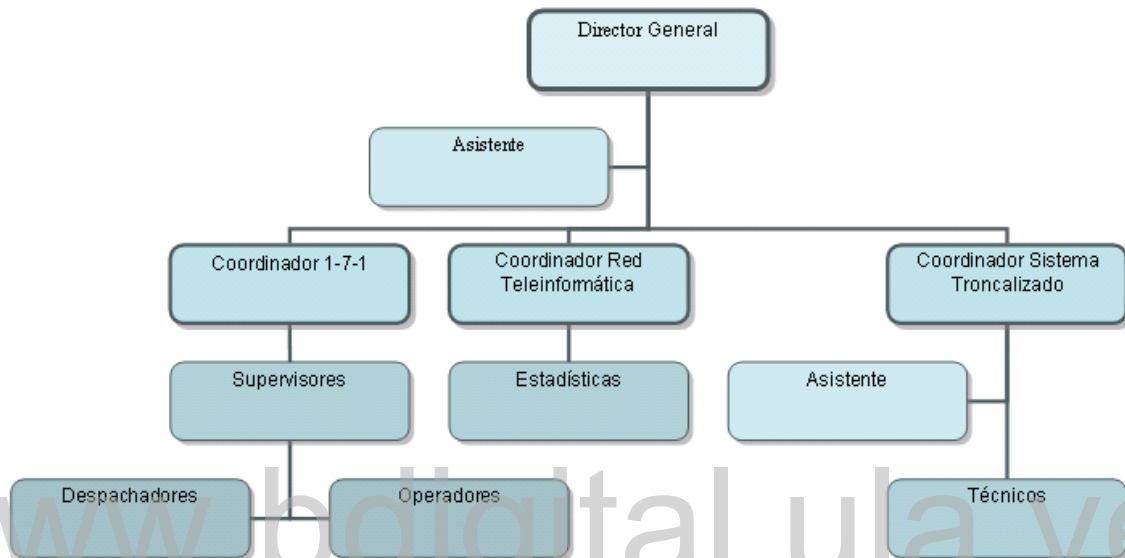 Director General
Asistente
Coordinador 1-7-1
Coordinador Red
Teleinformática
Coordinador Sistema
Troncalizado
Supervisores
Estadísticas
Asistente
Despachadores
Operadores
Técnicos
www.bdigital.ula.ve